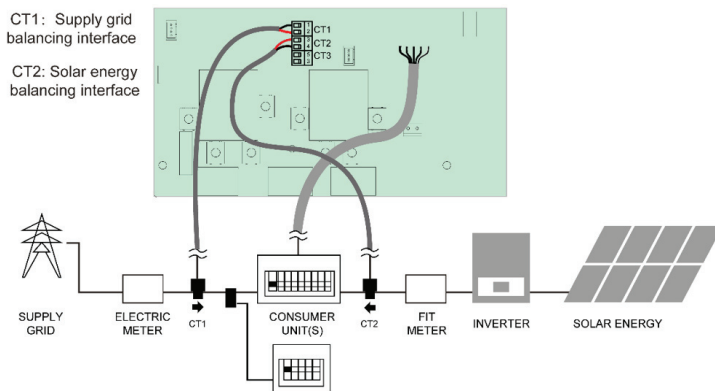 CT1: Supply grid
balancing interface
CT2: Solar energy
balancing interface
CT1
CT2
CT3
SUPPLY
GRID
ELECTRIC
METER
CT1
CONSUMER
UNIT(S)
CT2
FIT
METER
INVERTER
SOLAR ENERGY